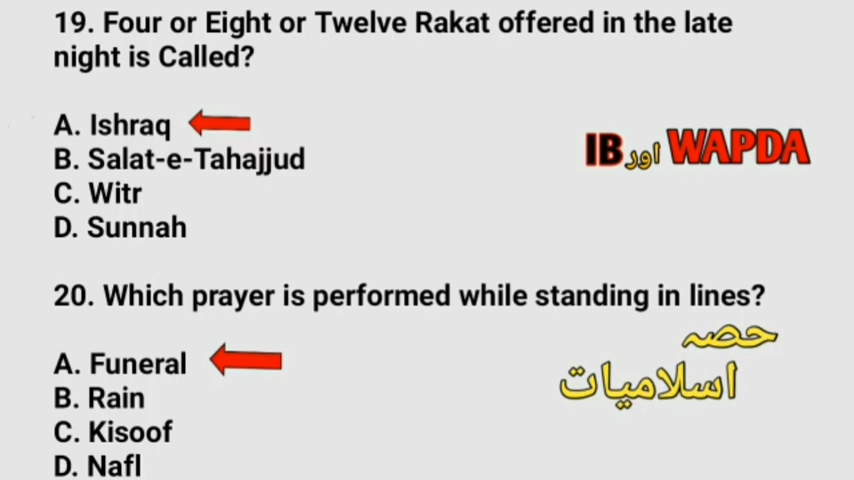 19. Four or Eight or Twelve Rakat offered in the late
night is Called?
A. Ishraq
B. Salat-e-Tahajjud
C. Witr
D. Sunnah
IB اور WAPDA
20. Which prayer is performed while standing in lines?
A. Funeral
B. Rain
C. Kisoof
D. Nafl
حصہ
اسلامیات